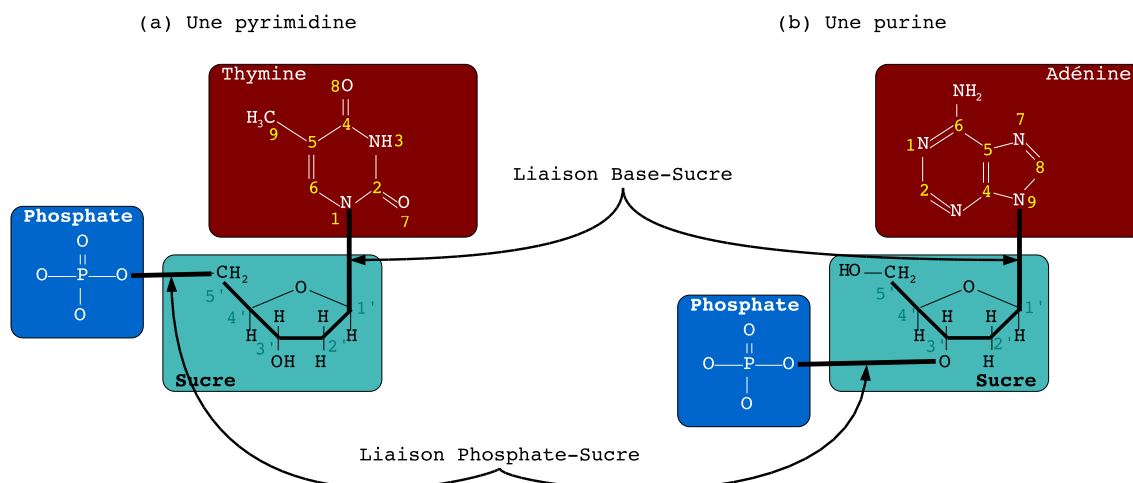 (a) Une pyrimidine
(b) Une purine
Thymine
8O
H3C
9
4
5
NH3
6
2
N
1
O
7
Adénine
NH2
6
7
1N
N
5
8
2
4
N
N9
Liaison Base-Sucre
Phosphate
O
O P O
O
CH2
5'
O
4'
H
H
H
1'
H
3'
2'
OH
H
Sucre
HO CH2
5'
O
4'
H
H
H
1'
H
3'
2'
O
H
Sucre
Phosphate
O
O P O
O
Liaison Phosphate-Sucre